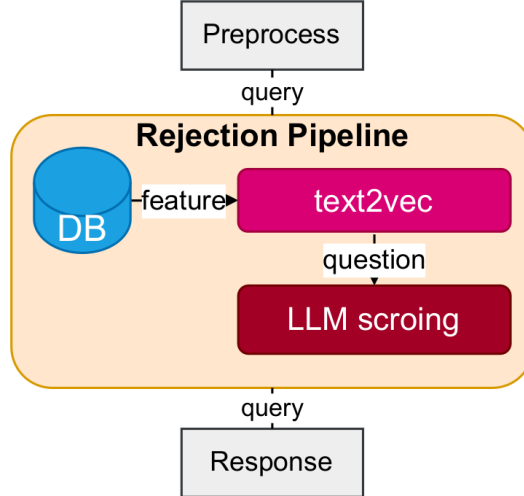 Preprocess
query
Rejection Pipeline
DB
feature
text2vec
question
LLM scroing
query
Response